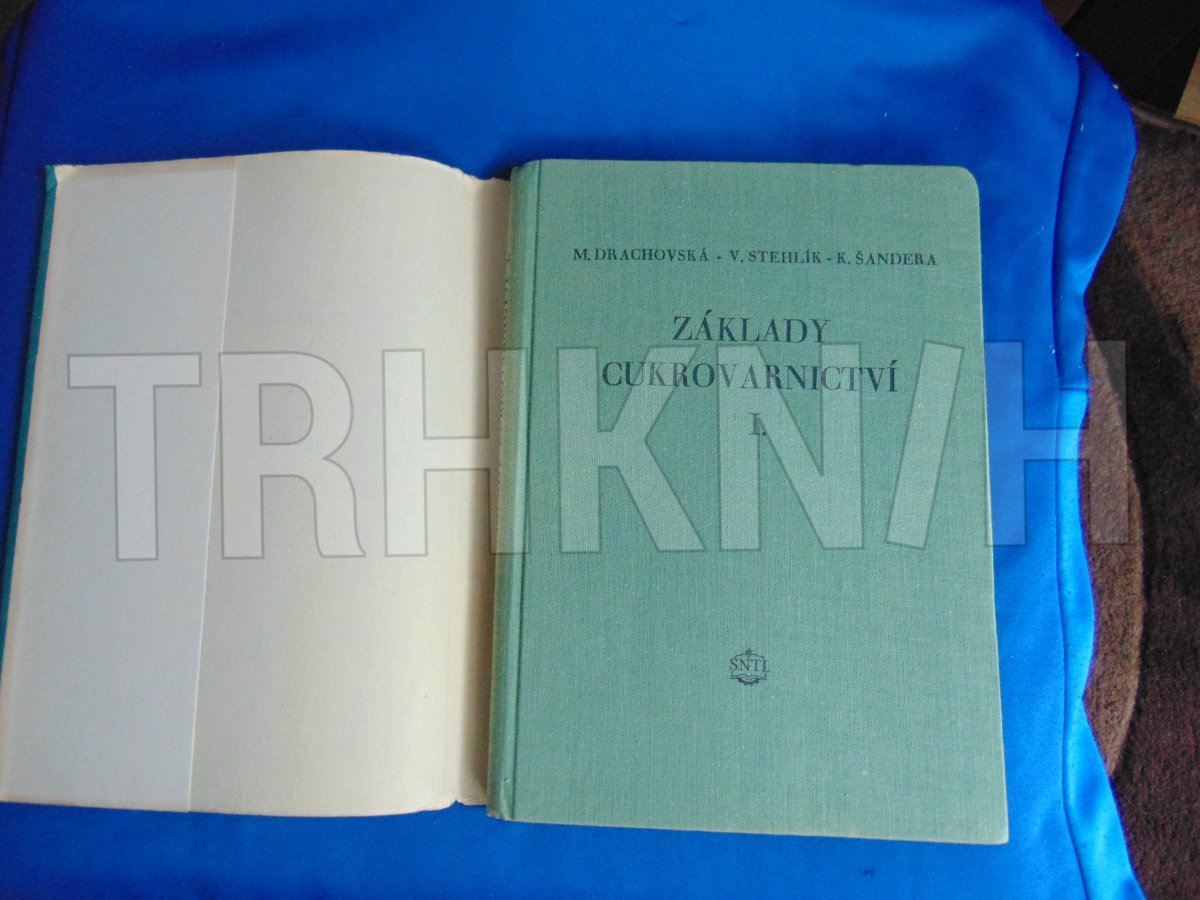 M. DRACHOVSKÁ - V. STEHLÍK - K. ŠANDERA
ZÁKLADY
CUKROVARNICTVÍ
I.
SNTL
TRHKNIH